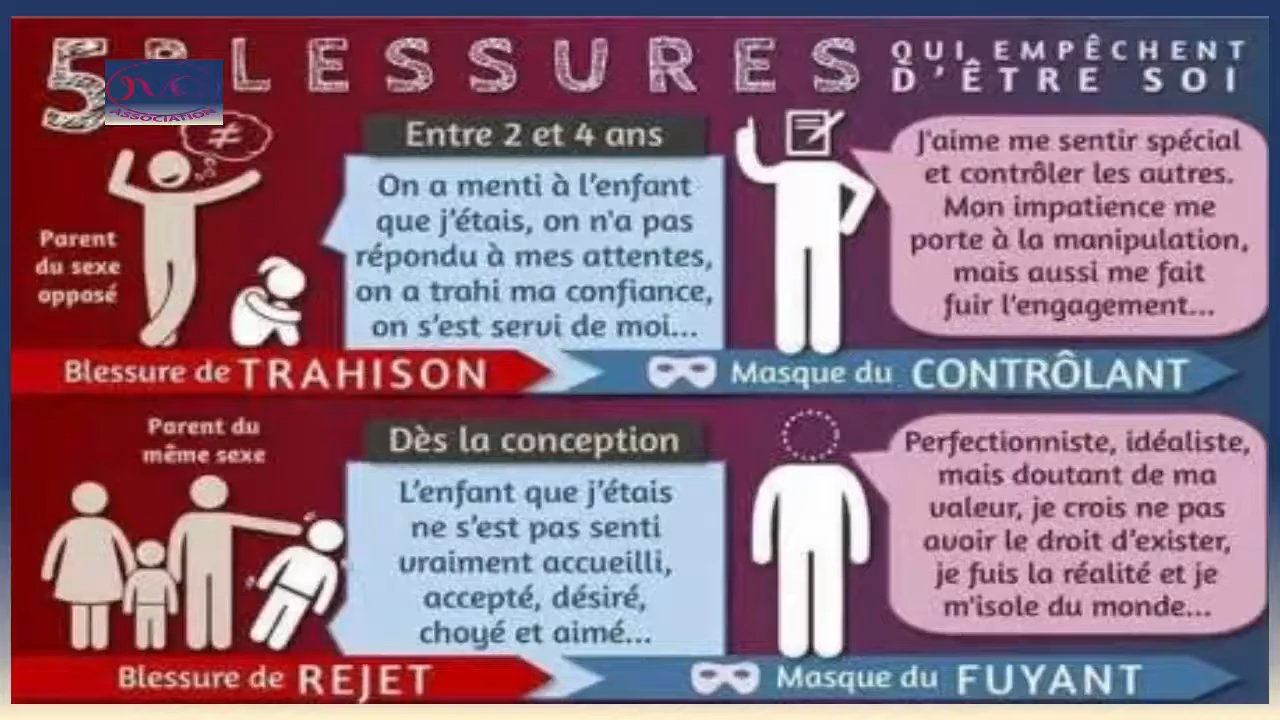 5 BLESSURES
QUI EMPÊCHENT
D'ÊTRE SOI
ASSOCIATION
≠
Parent
du sexe
opposé
Entre 2 et 4 ans
On a menti à l'enfant
que j'étais, on n'a pas
répondu à mes attentes,
on a trahi ma confiance,
on s'est servi de moi...
J'aime me sentir spécial
et contrôler les autres.
Mon impatience me
porte à la manipulation,
mais aussi me fait
fuir l'engagement...
Blessure de TRAHISON
Masque du CONTRÔLANT
Parent du
même sexe
Dès la conception
L'enfant que j'étais
ne s'est pas senti
vraiment accueilli,
accepté, désiré,
choyé et aimé...
Perfectionniste, idéaliste,
mais doutant de ma
valeur, je crois ne pas
avoir le droit d'exister,
je fuis la réalité et je
m'isole du monde...
Blessure de REJET
Masque du FUYANT